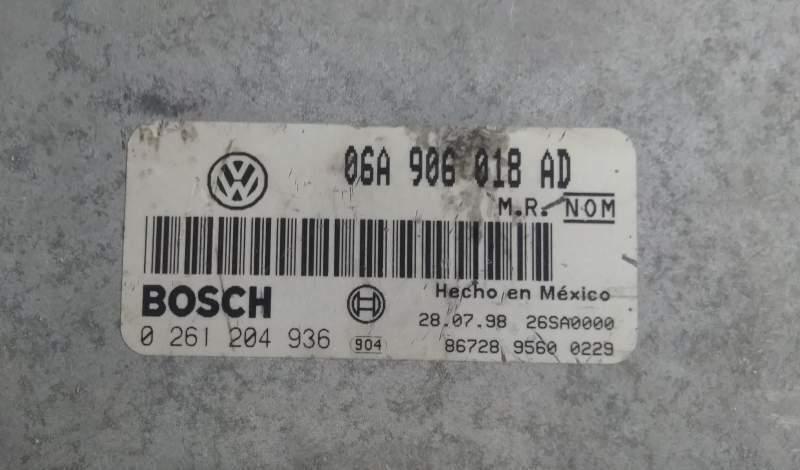 06A 906 018 AD
M.R. NOM
BOSCH
Hecho en México
0 261 204 936
904
28.07.98 26SA0000
86728 9560 0229